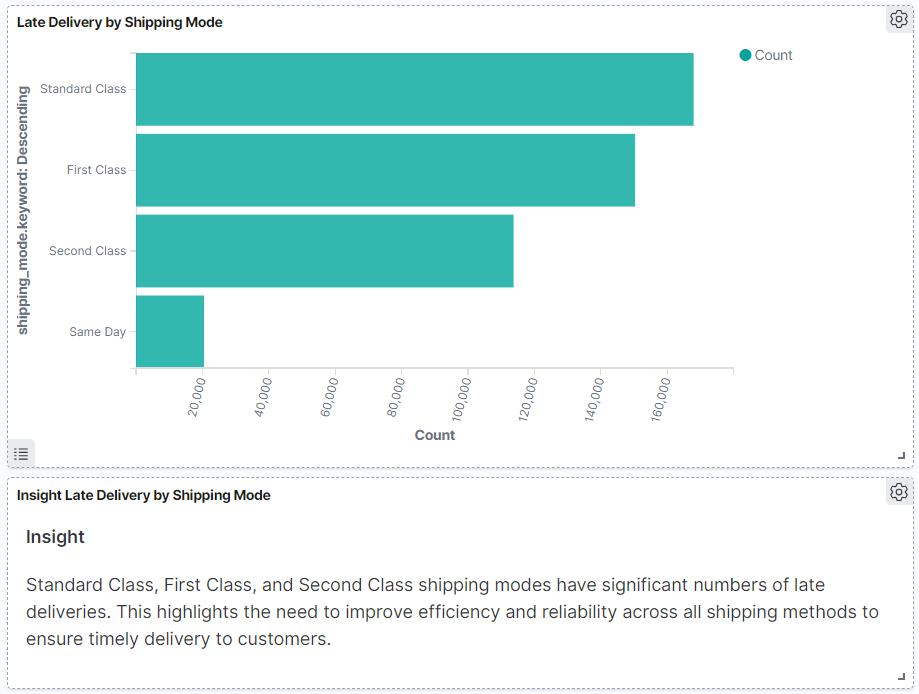 Late Delivery by Shipping Mode
Count
shipping_mode.keyword: Descending
Standard Class
First Class
Second Class
Same Day
20,000
40,000
60,000
80,000
100,000
120,000
140,000
160,000
Count
Insight Late Delivery by Shipping Mode
Insight
Standard Class, First Class, and Second Class shipping modes have significant numbers of late
deliveries. This highlights the need to improve efficiency and reliability across all shipping methods to
ensure timely delivery to customers.